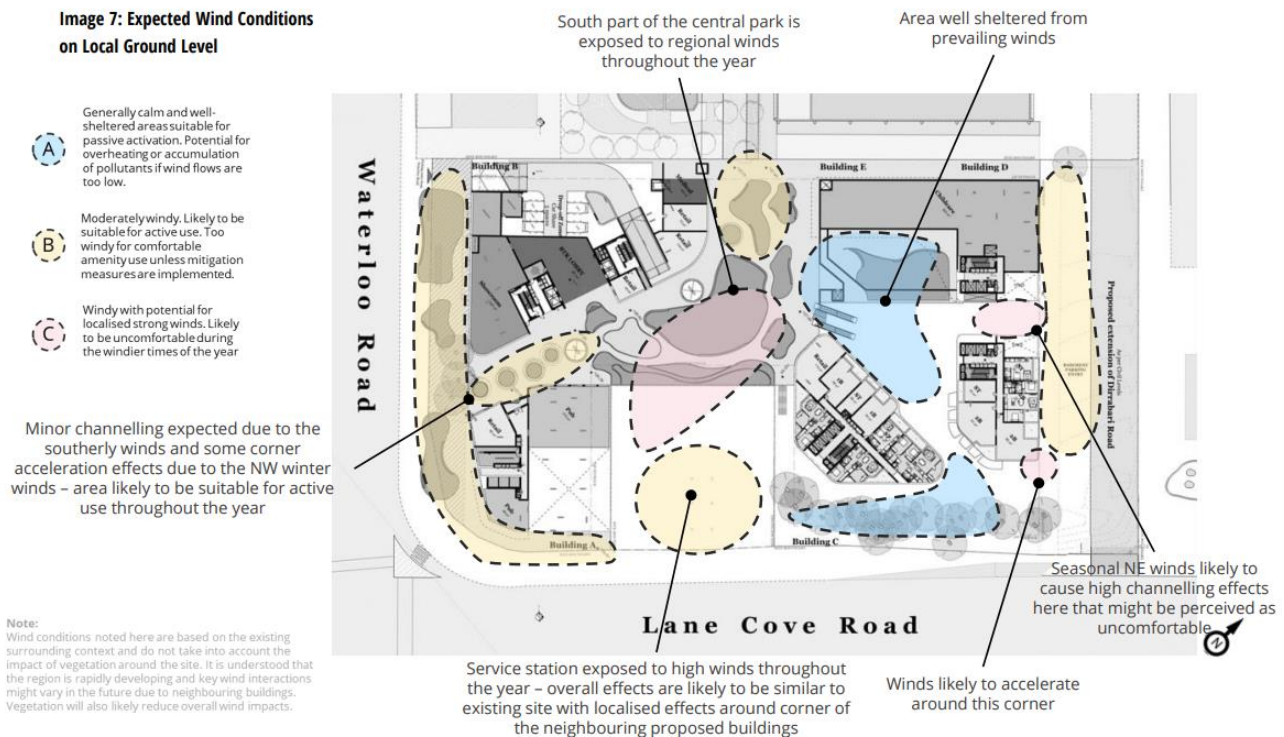 Image 7: Expected Wind Conditions
on Local Ground Level
South part of the central park is
exposed to regional winds
throughout the year
Area well sheltered from
prevailing winds
A
Generally calm and well-
sheltered areas suitable for
passive activation. Potential for
overheating or accumulation
of pollutants if wind flows are
too low.
B
Moderately windy. Likely to be
suitable for active use. Too
windy for comfortable
amenity use unless mitigation
measures are implemented.
C
Windy with potential for
localised strong winds. Likely
to be uncomfortable during
the windier times of the year
Waterloo Road
Building B
Building E
Building D
Childcare
Retail
Retail
Retail
Pub
Retail
Pub
Retail
Proposed extension of Dirrabari Road
Building A
Building C
Minor channelling expected due to the
southerly winds and some corner
acceleration effects due to the NW winter
winds – area likely to be suitable for active
use throughout the year
Lane Cove Road
Seasonal NE winds likely to
cause high channelling effects
here that might be perceived as
uncomfortable
N
Note:
Wind conditions noted here are based on the existing
surrounding context and do not take into account the
impact of vegetation around the site. It is understood that
the region is rapidly developing and key wind interactions
might vary in the future due to neighbouring buildings.
Vegetation will also likely reduce overall wind impacts.
Service station exposed to high winds throughout
the year – overall effects are likely to be similar to
existing site with localised effects around corner of
the neighbouring proposed buildings
Winds likely to accelerate
around this corner